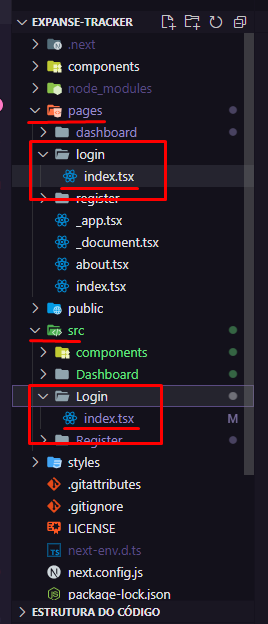 EXPANSE-TRACKER
.next
components
node_modules
pages
dashboard
login
index.tsx
register
_app.tsx
_document.tsx
about.tsx
index.tsx
public
src
components
Dashboard
Login
index.tsx M
Register
styles
.gitattributes
.gitignore
LICENSE
TS next-env.d.ts
next.config.js
package-lock.json
ESTRUTURA DO CÓDIGO